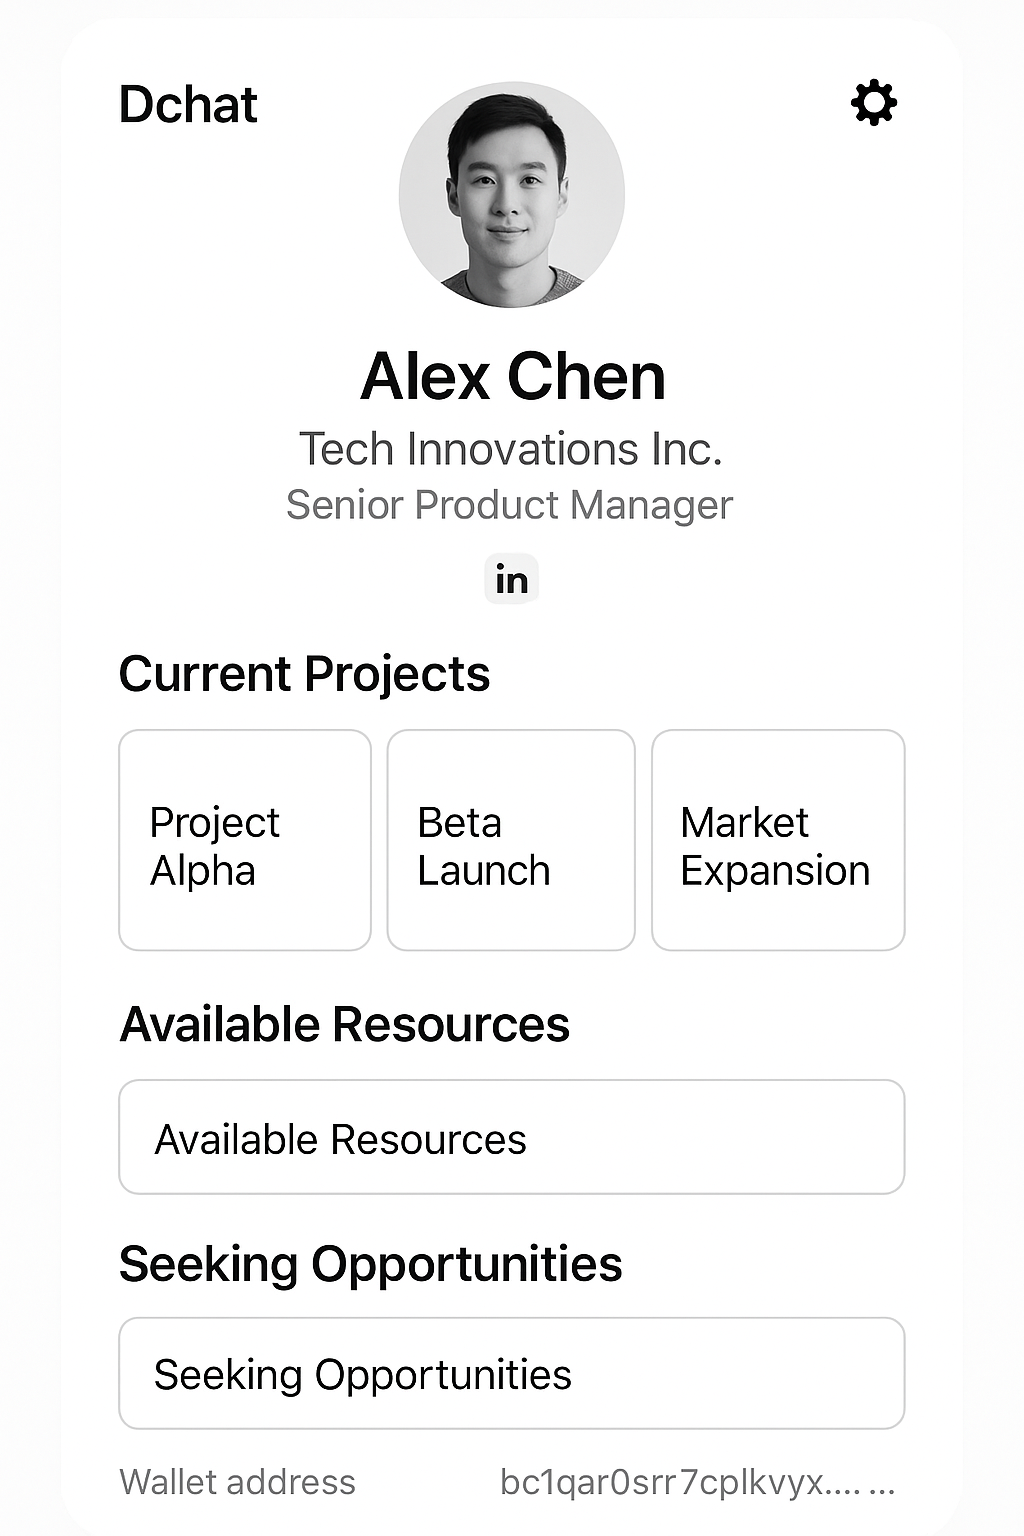 Dchat
Alex Chen
Tech Innovations Inc.
Senior Product Manager
in
Current Projects
Project
Alpha
Beta
Launch
Market
Expansion
Available Resources
Available Resources
Seeking Opportunities
Seeking Opportunities
Wallet address bc1qar0srr7cplkvyx.... ...